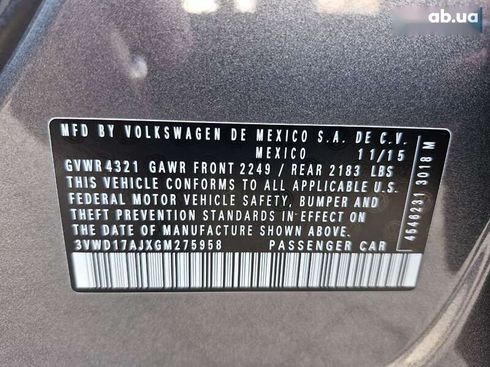 ab.ua
MFD BY VOLKSWAGEN DE MEXICO S.A. DE C.V.
MEXICO 11/15
GVWR 4321 GAWR FRONT 2249 / REAR 2183 LBS
THIS VEHICLE CONFORMS TO ALL APPLICABLE U.S.
FEDERAL MOTOR VEHICLE SAFETY, BUMPER AND
THEFT PREVENTION STANDARDS IN EFFECT ON
THE DATE OF MANUFACTURE SHOWN ABOVE.
3VWD17AJXGM275958 PASSENGER CAR
4546231 3018 M